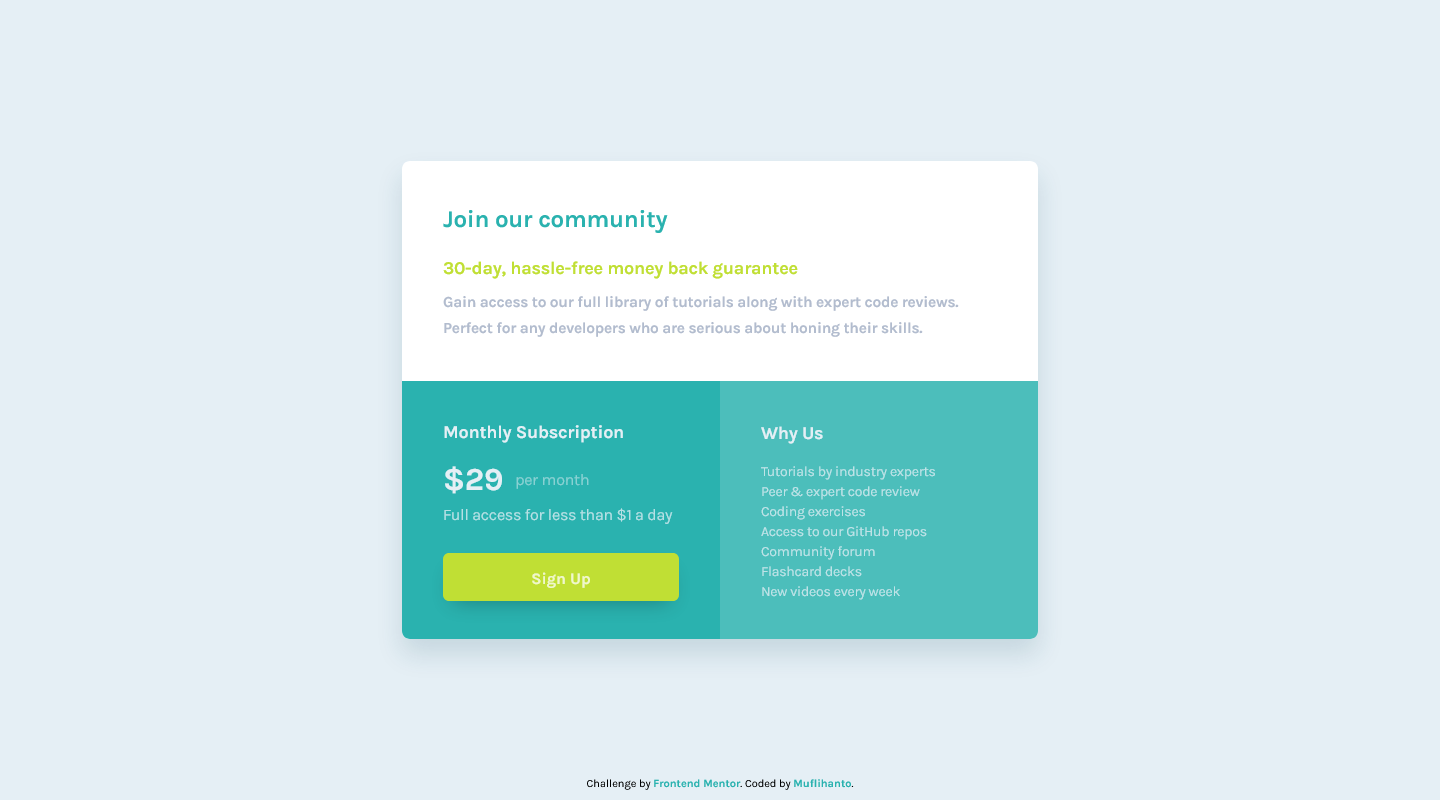 Join our community
30-day, hassle-free money back guarantee
Gain access to our full library of tutorials along with expert code reviews.
Perfect for any developers who are serious about honing their skills.
Monthly Subscription
$29 per month
Full access for less than $1 a day
Sign Up
Why Us
Tutorials by industry experts
Peer & expert code review
Coding exercises
Access to our GitHub repos
Community forum
Flashcard decks
New videos every week
Challenge by Frontend Mentor. Coded by Muflihanto.